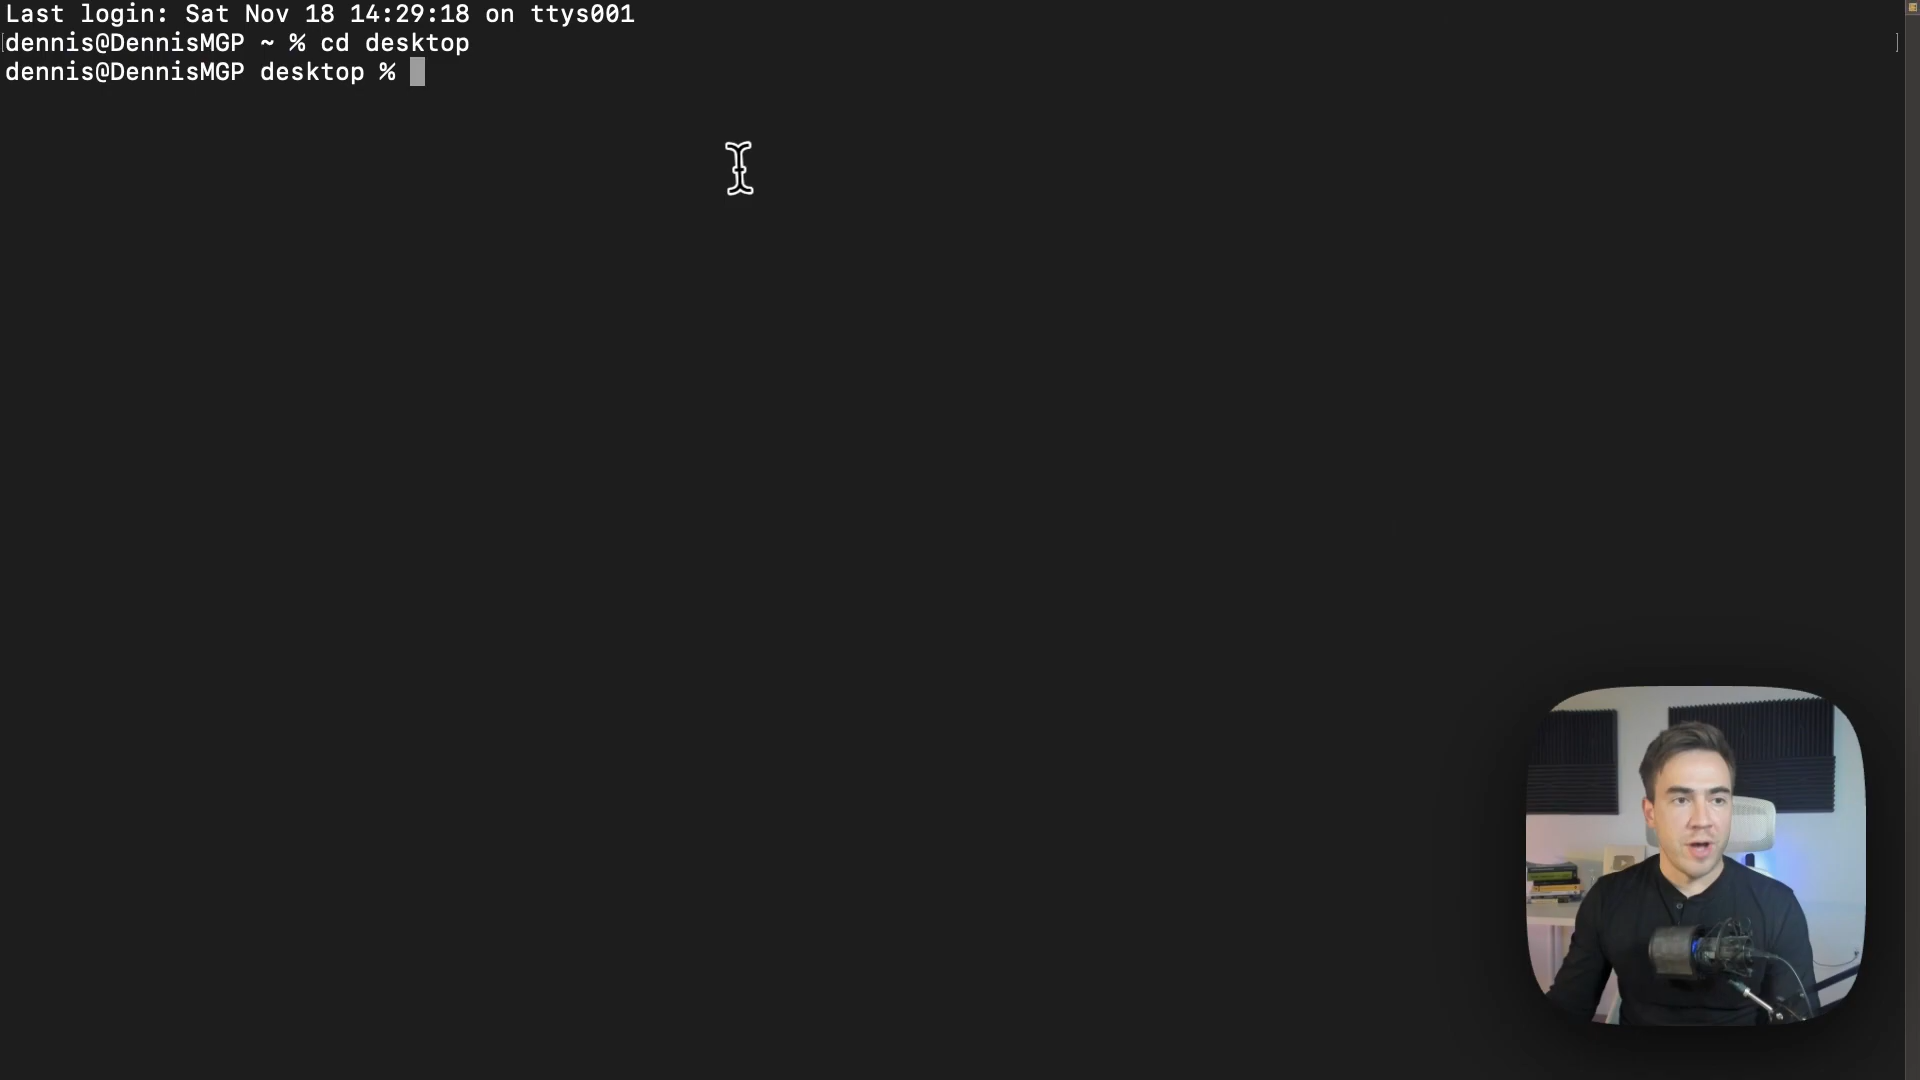 Last login: Sat Nov 18 14:29:18 on ttys001
dennis@DennisMGP ~ % cd desktop
dennis@DennisMGP desktop %